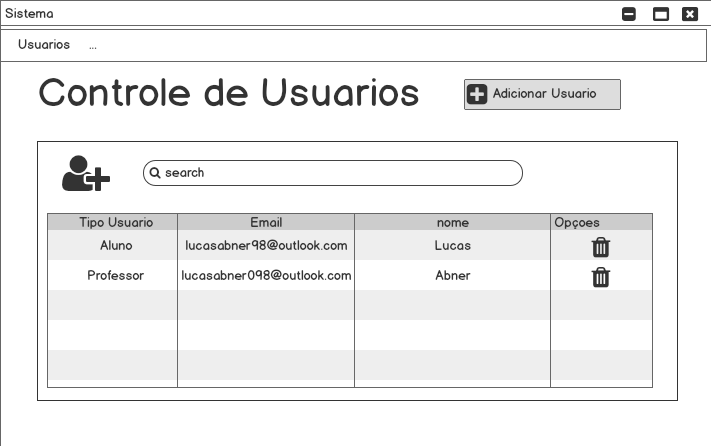 Sistema
Usuarios ...
Controle de Usuarios
Adicionar Usuario
search
Tipo Usuario Email nome Opçoes
Aluno lucasabner98@outlook.com Lucas
Professor lucasabner098@outlook.com Abner